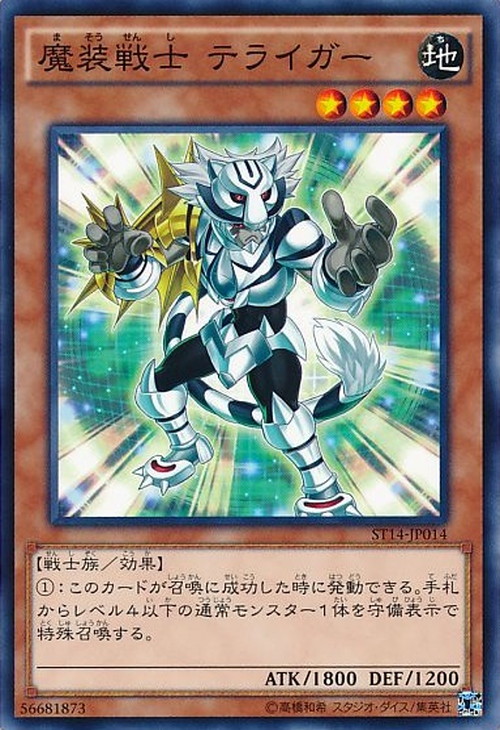 魔装戦士 テライガー
地
ST14-JP014
【戦士族／効果】
①：このカードが召喚に成功した時に発動できる。手札
からレベル４以下の通常モンスター１体を守備表示で
特殊召喚する。
ATK/1800 DEF/1200
56681873
©高橋和希 スタジオ・ダイス/集英社